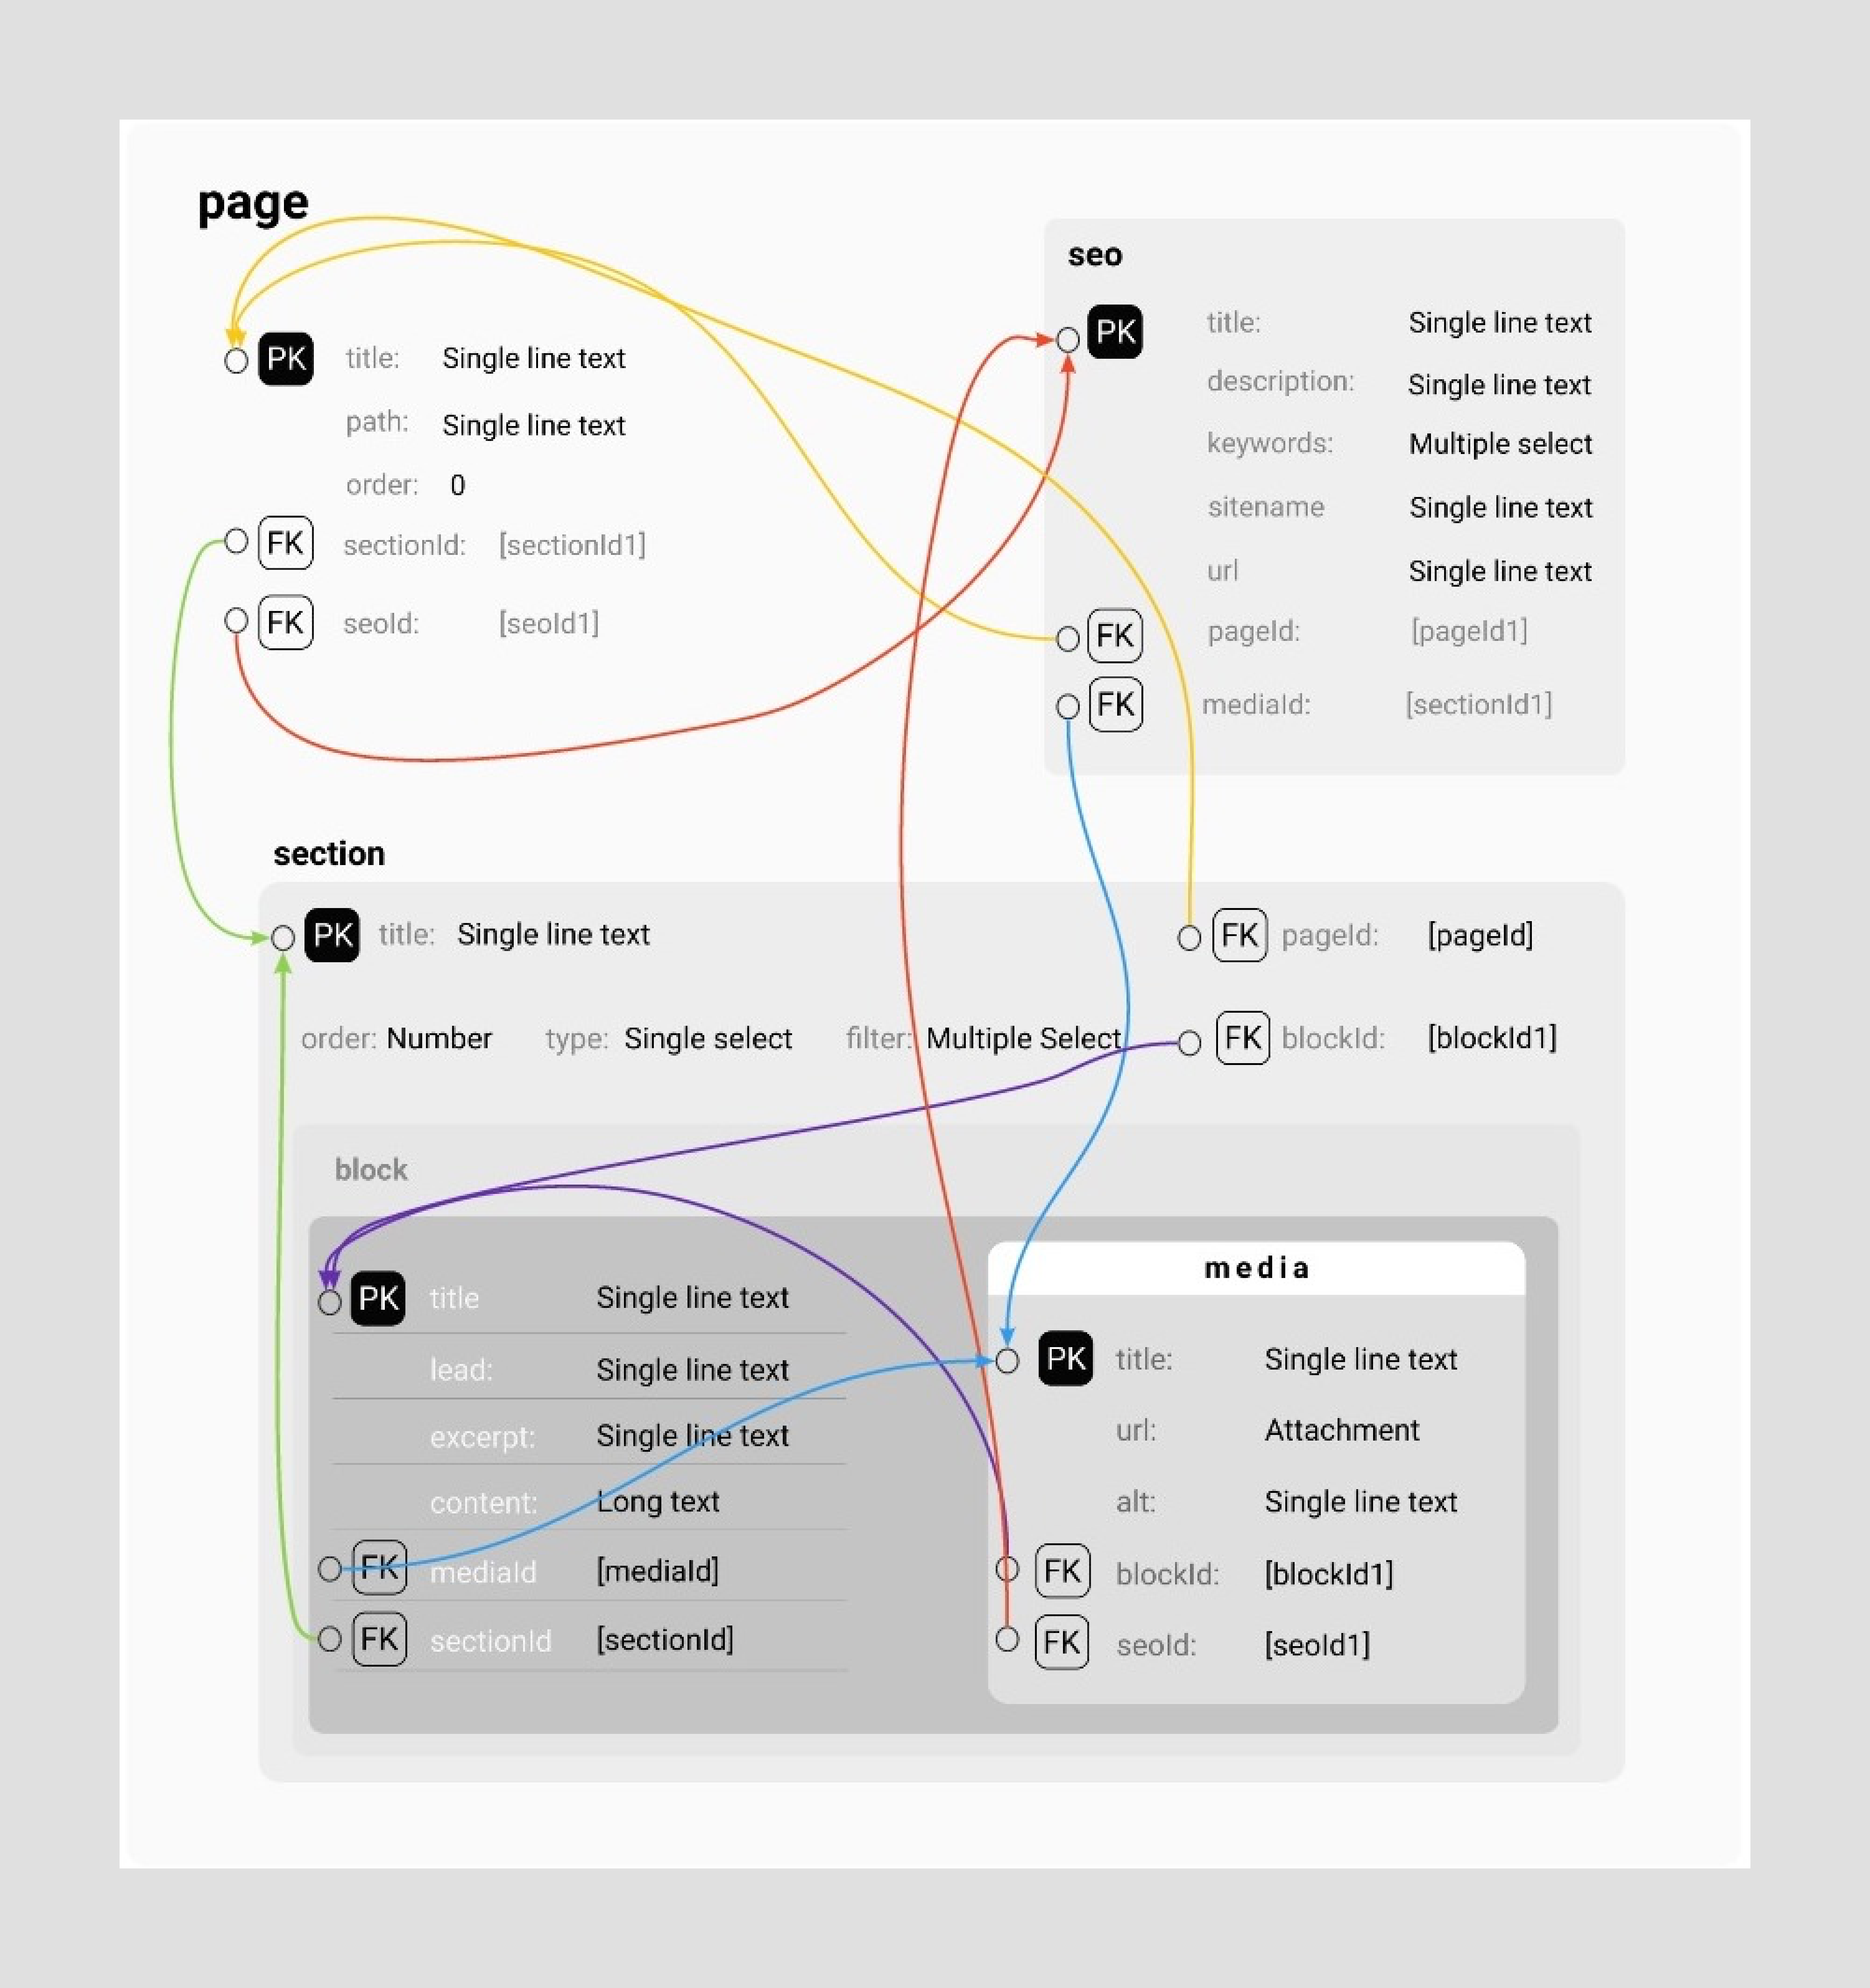 page
PK title: Single line text
path: Single line text
order: 0
FK sectionId: [sectionId1]
FK seoId: [seoId1]
seo
PK title: Single line text
description: Single line text
keywords: Multiple select
sitename Single line text
url Single line text
FK pageId: [pageId1]
FK mediaId: [sectionId1]
section
PK title: Single line text FK pageId: [pageId]
order: Number type: Single select filter: Multiple Select FK blockId: [blockId1]
block
PK title Single line text
lead: Single line text
excerpt: Single line text
content: Long text
FK mediaId [mediaId]
FK sectionId [sectionId]
media
PK title: Single line text
url: Attachment
alt: Single line text
FK blockId: [blockId1]
FK seoId: [seoId1]